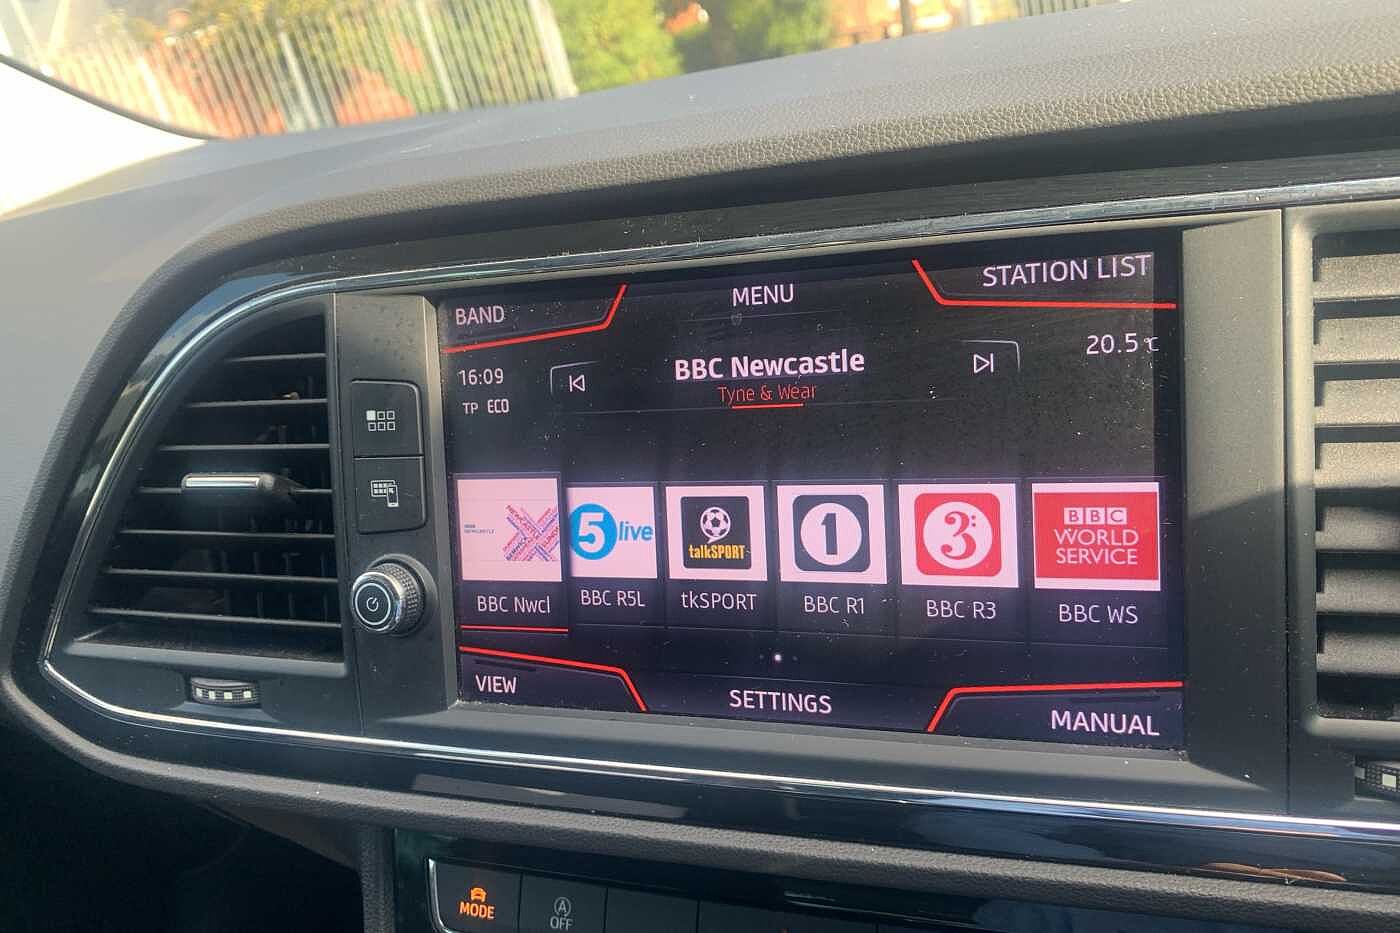 BAND
MENU
STATION LIST
16:09
TP ECO
BBC Newcastle
Tyne & Wear
20.5°C
NEWCASTLE
5 live
talkSPORT
1
3
BBC
WORLD
SERVICE
BBC Nwcl
BBC R5L
tkSPORT
BBC R1
BBC R3
BBC WS
VIEW
SETTINGS
MANUAL
MODE
A
OFF